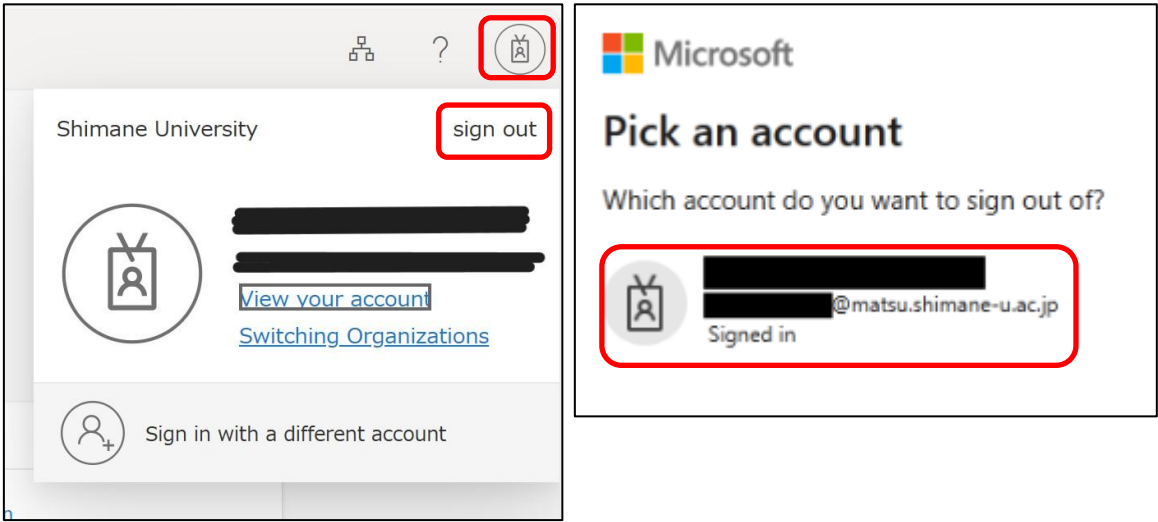 ?
Shimane University
sign out
View your account
Switching Organizations
Sign in with a different account
Microsoft
Pick an account
Which account do you want to sign out of?
@matsu.shimane-u.ac.jp
Signed in